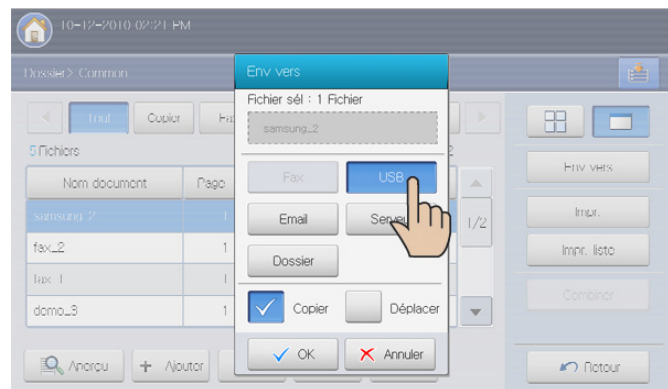 10-12-2010 02:21 PM
Dossier> Common
Env vers
Fichier sél : 1 Fichier
samsung_2
Tout Copier
5 Fichiers
Env vers
Nom document Page
Fax USB
samsung_2 1
Email
1/2
Impr.
fax_2 1
Dossier
Impr. liste
fax_1 1
Combiner
demo_3 1
Copier Déplacer
Aperçu + Ajouter
OK Annuler
Retour